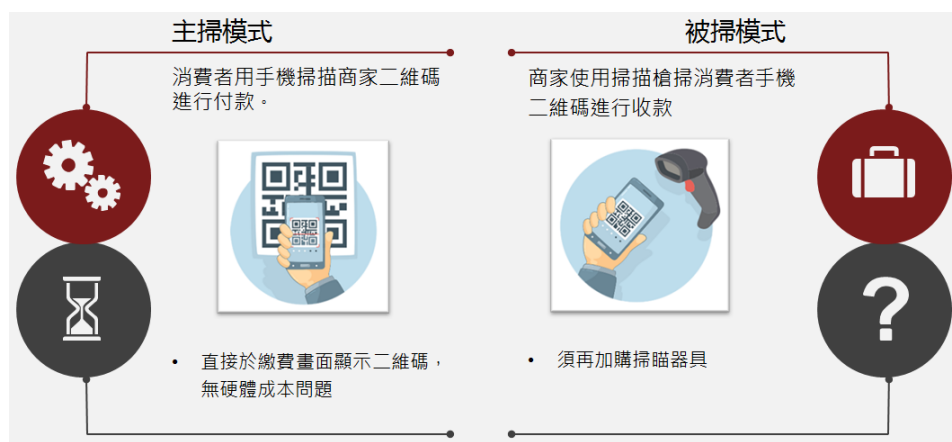 主掃模式
消費者用手機掃描商家二維碼
進行付款。
• 直接於繳費畫面顯示二維碼，
無硬體成本問題
被掃模式
商家使用掃描槍掃消費者手機
二維碼進行收款
• 須再加購掃瞄器具
?